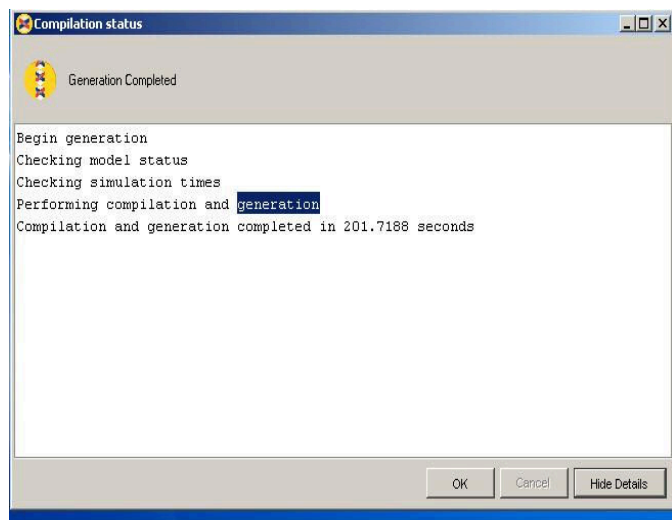 Compilation status
Generation Completed
Begin generation
Checking model status
Checking simulation times
Performing compilation and generation
Compilation and generation completed in 201.7188 seconds
OK
Cancel
Hide Details